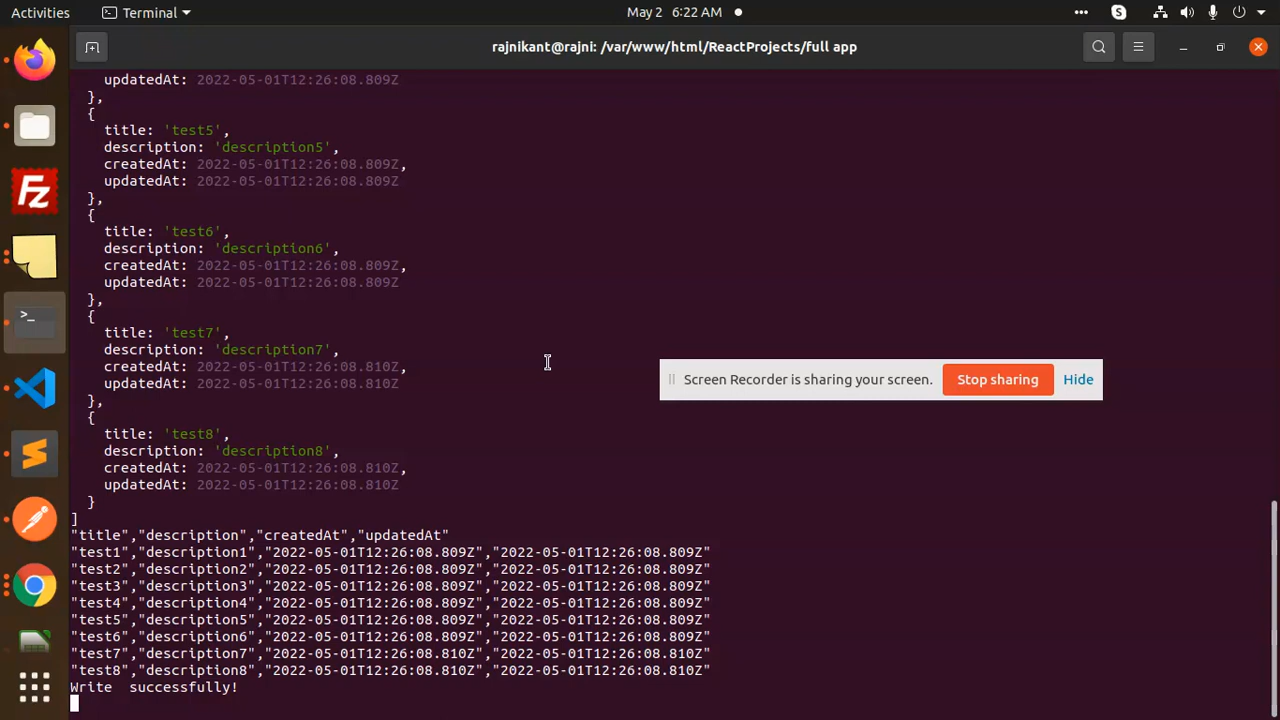 Activities Terminal May 2 6:22 AM
rajnikant@rajni: /var/www/html/ReactProjects/full app
updatedAt: 2022-05-01T12:26:08.809Z
},
{
title: 'test5',
description: 'description5',
createdAt: 2022-05-01T12:26:08.809Z,
updatedAt: 2022-05-01T12:26:08.809Z
},
{
title: 'test6',
description: 'description6',
createdAt: 2022-05-01T12:26:08.809Z,
updatedAt: 2022-05-01T12:26:08.809Z
},
{
title: 'test7',
description: 'description7',
createdAt: 2022-05-01T12:26:08.810Z,
updatedAt: 2022-05-01T12:26:08.810Z
},
{
title: 'test8',
description: 'description8',
createdAt: 2022-05-01T12:26:08.810Z,
updatedAt: 2022-05-01T12:26:08.810Z
}
]
"title","description","createdAt","updatedAt"
"test1","description1","2022-05-01T12:26:08.809Z","2022-05-01T12:26:08.809Z"
"test2","description2","2022-05-01T12:26:08.809Z","2022-05-01T12:26:08.809Z"
"test3","description3","2022-05-01T12:26:08.809Z","2022-05-01T12:26:08.809Z"
"test4","description4","2022-05-01T12:26:08.809Z","2022-05-01T12:26:08.809Z"
"test5","description5","2022-05-01T12:26:08.809Z","2022-05-01T12:26:08.809Z"
"test6","description6","2022-05-01T12:26:08.809Z","2022-05-01T12:26:08.809Z"
"test7","description7","2022-05-01T12:26:08.810Z","2022-05-01T12:26:08.810Z"
"test8","description8","2022-05-01T12:26:08.810Z","2022-05-01T12:26:08.810Z"
Write  successfully!
Screen Recorder is sharing your screen. Stop sharing Hide
Fz
>_